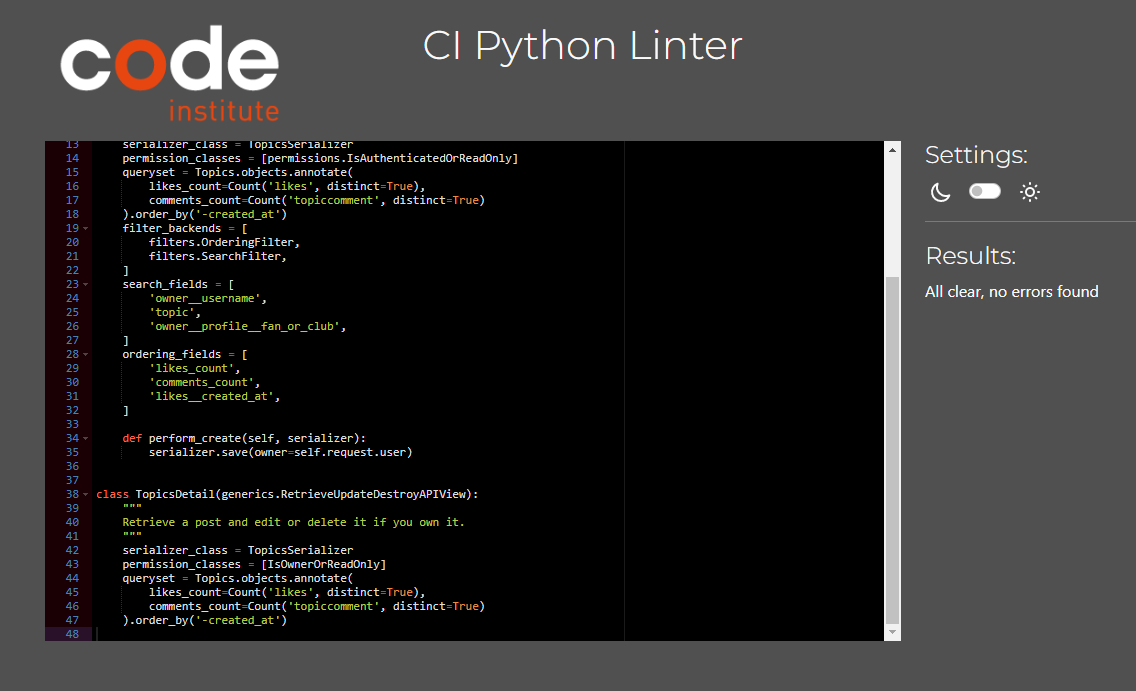 code
institute
CI Python Linter
13 serializer_class = TopicsSerializer
14 permission_classes = [permissions.IsAuthenticatedOrReadOnly]
15 queryset = Topics.objects.annotate(
16 likes_count=Count('likes', distinct=True),
17 comments_count=Count('topiccomment', distinct=True)
18 ).order_by('-created_at')
19 filter_backends = [
20 filters.OrderingFilter,
21 filters.SearchFilter,
22 ]
23 search_fields = [
24 'owner__username',
25 'topic',
26 'owner__profile__fan_or_club',
27 ]
28 ordering_fields = [
29 'likes_count',
30 'comments_count',
31 'likes__created_at',
32 ]
33
34 def perform_create(self, serializer):
35 serializer.save(owner=self.request.user)
36
37
38 class TopicsDetail(generics.RetrieveUpdateDestroyAPIView):
39 """
40 Retrieve a post and edit or delete it if you own it.
41 """
42 serializer_class = TopicsSerializer
43 permission_classes = [IsOwnerOrReadOnly]
44 queryset = Topics.objects.annotate(
45 likes_count=Count('likes', distinct=True),
46 comments_count=Count('topiccomment', distinct=True)
47 ).order_by('-created_at')
48
Settings:
Results:
All clear, no errors found